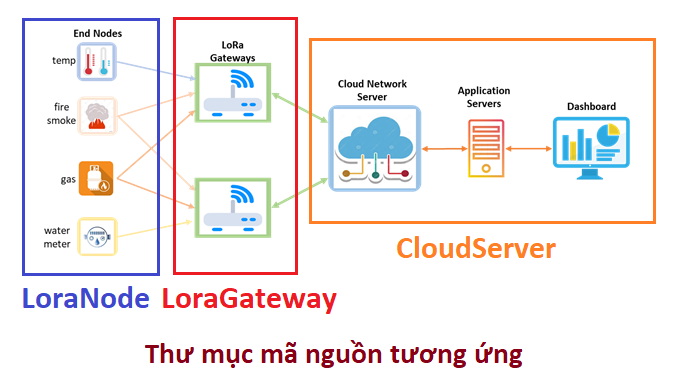 End Nodes
temp
fire
smoke
gas
water
meter
LoRa
Gateways
Cloud Network
Server
Application
Servers
Dashboard
LoraNode
LoraGateway
CloudServer
Thư mục mã nguồn tương ứng